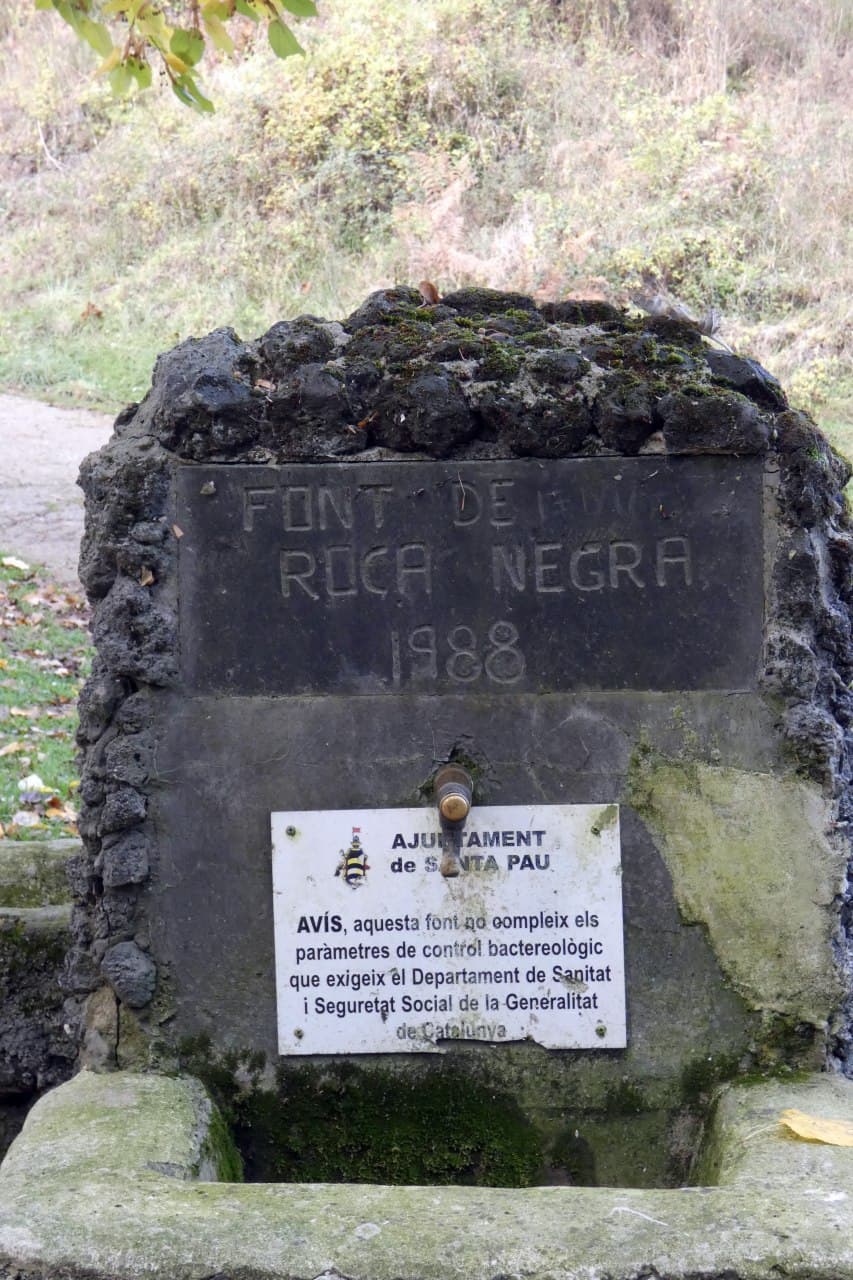 FONT DE
ROCA NEGRA
1988
AJUNTAMENT
de SANTA PAU
AVÍS, aquesta font no compleix els
paràmetres de control bactereològic
que exigeix el Departament de Sanitat
i Seguretat Social de la Generalitat
de Catalunya